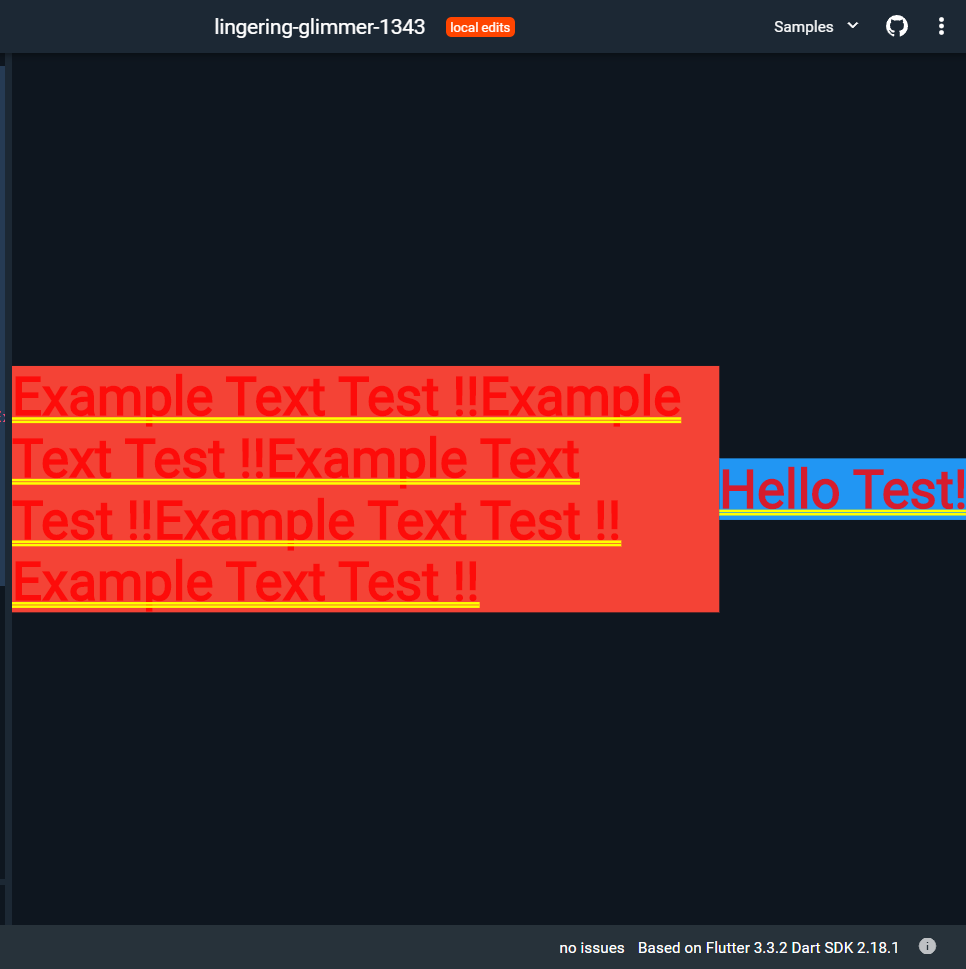 lingering-glimmer-1343 local edits Samples
Example Text Test !!Example
Text Test !!Example Text
Test !!Example Text Test !!
Example Text Test !!
Hello Test!
no issues Based on Flutter 3.3.2 Dart SDK 2.18.1